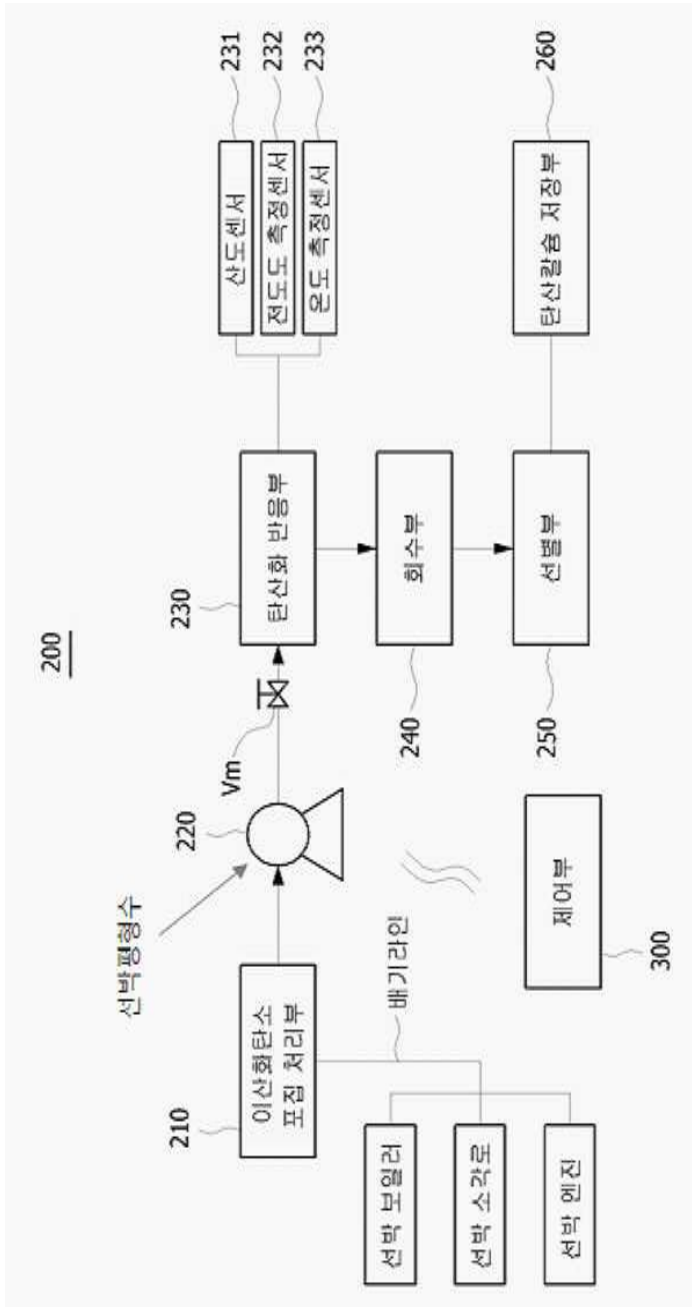 200
선박평형수
220
Vm
210
이산화탄소
포집 처리부
배기라인
선박 보일러
선박 소각로
선박 엔진
230
탄산화 반응부
산도센서
231
전도도 측정센서
232
온도 측정센서
233
회수부
240
선별부
250
탄산칼슘 저장부
260
제어부
300